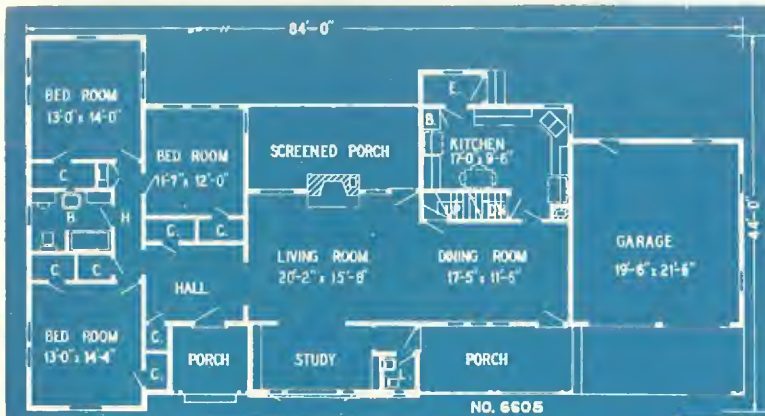 84'-0"
BED ROOM
13'-0" x 14'-0"
E.
B.
KITCHEN
17-0 x 9-6"
BED ROOM
11-7" x 12'-0"
SCREENED PORCH
C.
L
B
H
C.
C.
UP
DN
LIVING ROOM
20'-2" x 15'-8"
DINING ROOM
17'-5" x 11'-5"
GARAGE
19'-6" x 21'-6"
44'-0"
C.
C.
HALL
BED ROOM
13'-0" x 14'-4"
C.
C.
PORCH
STUDY
L
PORCH
NO. 6605